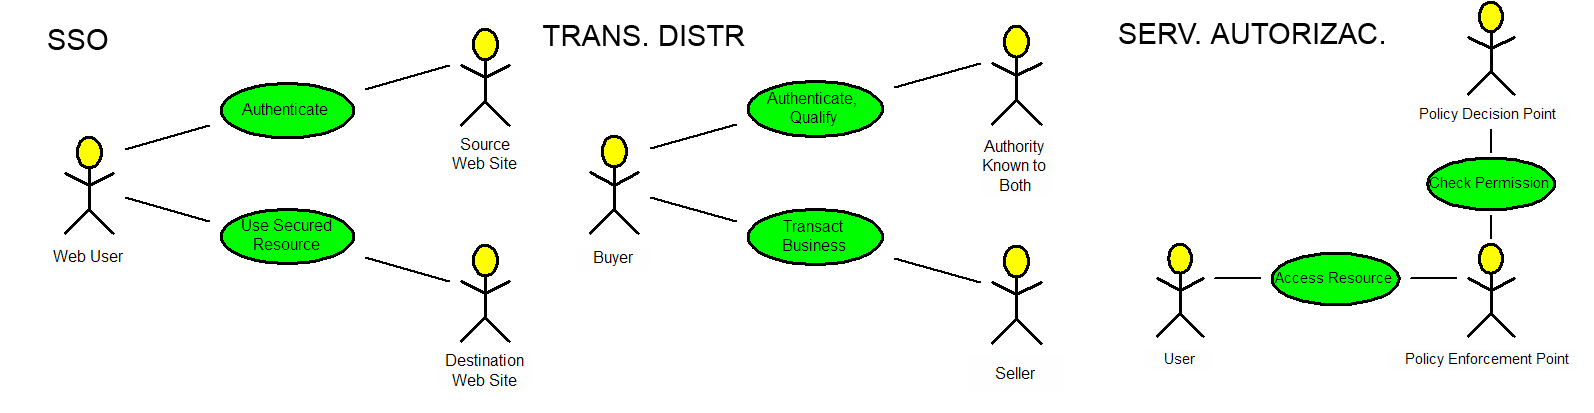 SSO
Authenticate
Source
Web Site
Web User
Use Secured
Resource
Destination
Web Site
TRANS. DISTR
Authenticate,
Qualify
Authority
Known to
Both
Buyer
Transact
Business
Seller
SERV. AUTORIZAC.
Policy Decision Point
Check Permission
Access Resource
User
Policy Enforcement Point